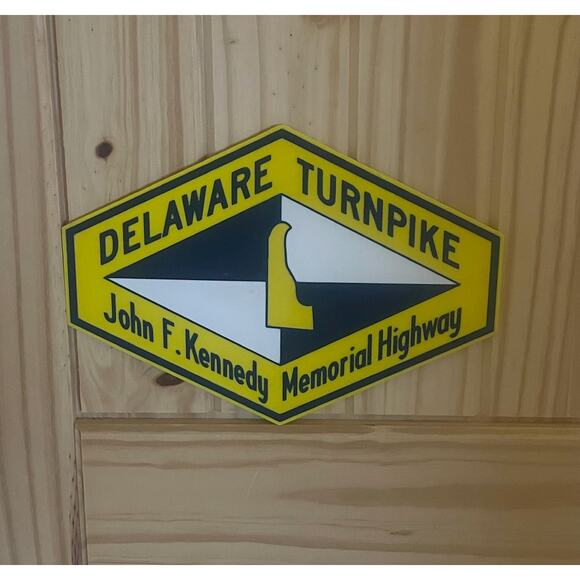 DELAWARE TURNPIKE
John F. Kennedy Memorial Highway